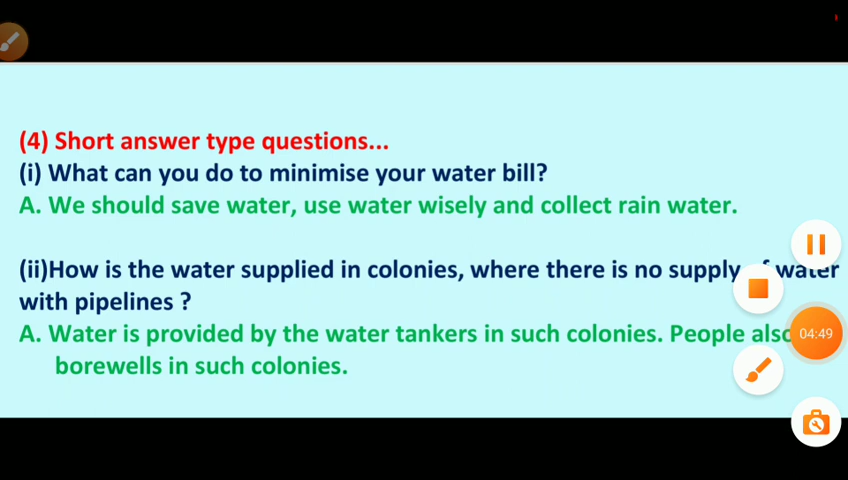 (4) Short answer type questions...
(i) What can you do to minimise your water bill?
A. We should save water, use water wisely and collect rain water.
(ii)How is the water supplied in colonies, where there is no supply of water
with pipelines ?
A. Water is provided by the water tankers in such colonies. People also
borewells in such colonies.
04:49